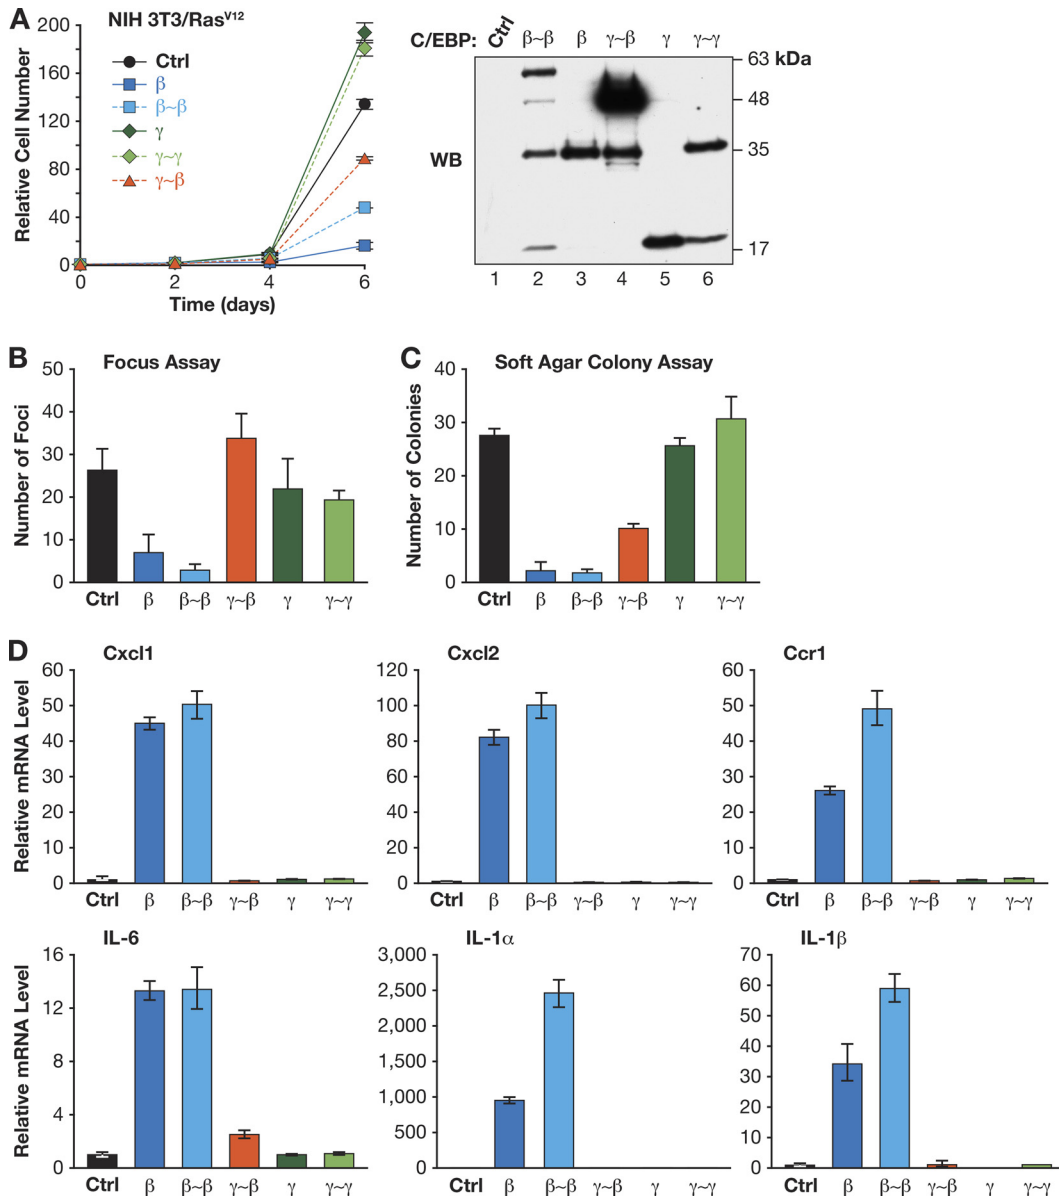 A
NIH 3T3/Ras^V12
Relative Cell Number
200
160
120
80
40
0
Ctrl
β
β~β
γ
γ~γ
γ~β
0 2 4 6
Time (days)
C/EBP: Ctrl β~β β γ~β γ γ~γ
WB
63 kDa
48
35
17
1 2 3 4 5 6
B
Focus Assay
Number of Foci
50
40
30
20
10
0
Ctrl β β~β γ~β γ γ~γ
C
Soft Agar Colony Assay
Number of Colonies
40
30
20
10
0
Ctrl β β~β γ~β γ γ~γ
D
Cxcl1
Relative mRNA Level
60
50
40
30
20
10
0
Ctrl β β~β γ~β γ γ~γ
Cxcl2
120
100
80
60
40
20
0
Ctrl β β~β γ~β γ γ~γ
Ccr1
60
50
40
30
20
10
0
Ctrl β β~β γ~β γ γ~γ
IL-6
Relative mRNA Level
16
12
8
4
0
Ctrl β β~β γ~β γ γ~γ
IL-1α
3,000
2,500
2,000
1,500
1,000
500
0
Ctrl β β~β γ~β γ γ~γ
IL-1β
70
60
50
40
30
20
10
0
Ctrl β β~β γ~β γ γ~γ